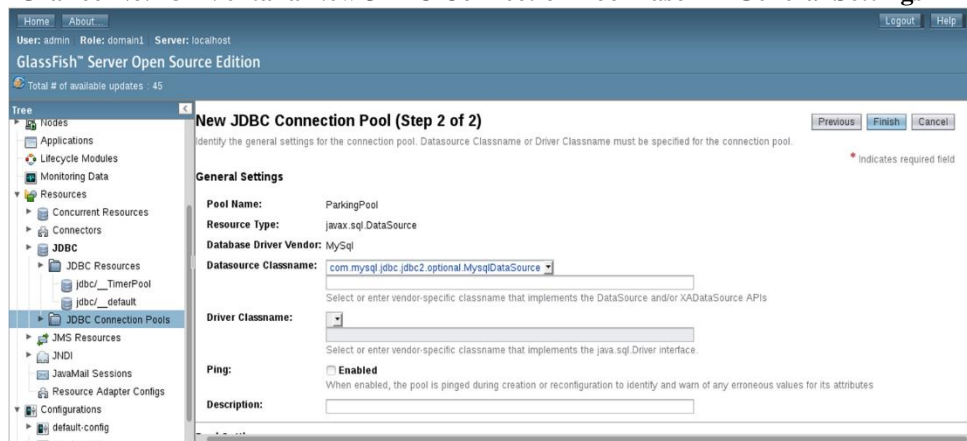 Home About... Logout Help
User: admin Role: domain1 Server: localhost
GlassFish™ Server Open Source Edition
Total # of available updates : 45
Tree
Nodes
Applications
Lifecycle Modules
Monitoring Data
Resources
Concurrent Resources
Connectors
JDBC
JDBC Resources
jdbc/__TimerPool
jdbc/__default
JDBC Connection Pools
JMS Resources
JNDI
JavaMail Sessions
Resource Adapter Configs
Configurations
default-config
New JDBC Connection Pool (Step 2 of 2)
Previous Finish Cancel
Identify the general settings for the connection pool. Datasource Classname or Driver Classname must be specified for the connection pool.
* Indicates required field
General Settings
Pool Name: ParkingPool
Resource Type: javax.sql.DataSource
Database Driver Vendor: MySql
Datasource Classname: com.mysql.jdbc.jdbc2.optional.MysqlDataSource
Select or enter vendor-specific classname that implements the DataSource and/or XADataSource APIs
Driver Classname:
Select or enter vendor-specific classname that implements the java.sql.Driver interface.
Ping: Enabled
When enabled, the pool is pinged during creation or reconfiguration to identify and warn of any erroneous values for its attributes
Description: